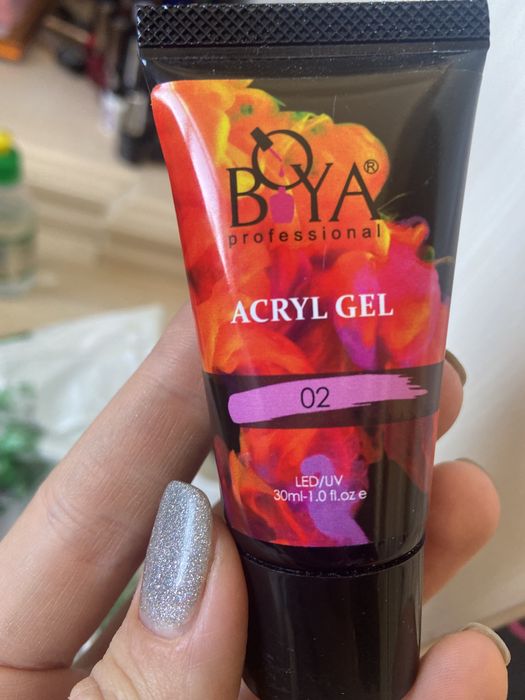 BOYA®
professional
ACRYL GEL
02
LED/UV
30ml-1.0 fl.oz e